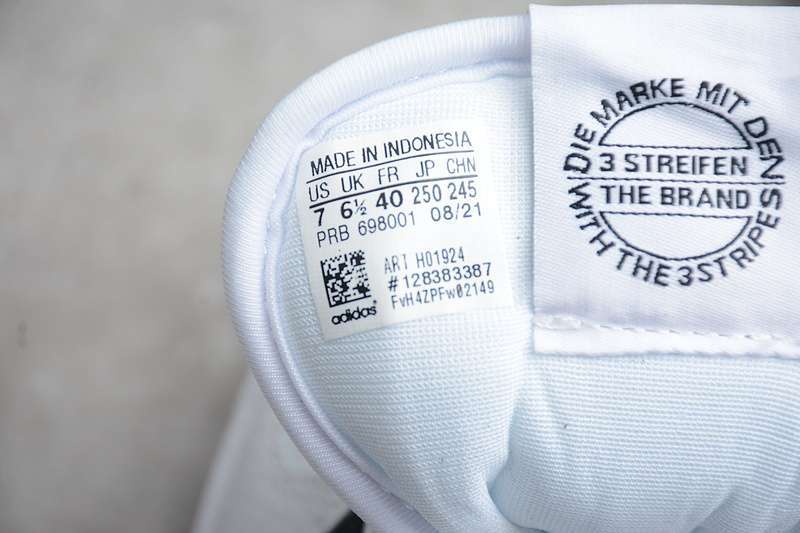 MADE IN INDONESIA
US UK FR JP CHN
7 6½ 40 250 245
PRB 698001 08/21
ART H01924
#128383387
FvH4ZPFw02149
adidas
DIE MARKE MIT DEN
3 STREIFEN
THE BRAND
WITH THE 3 STRIPES